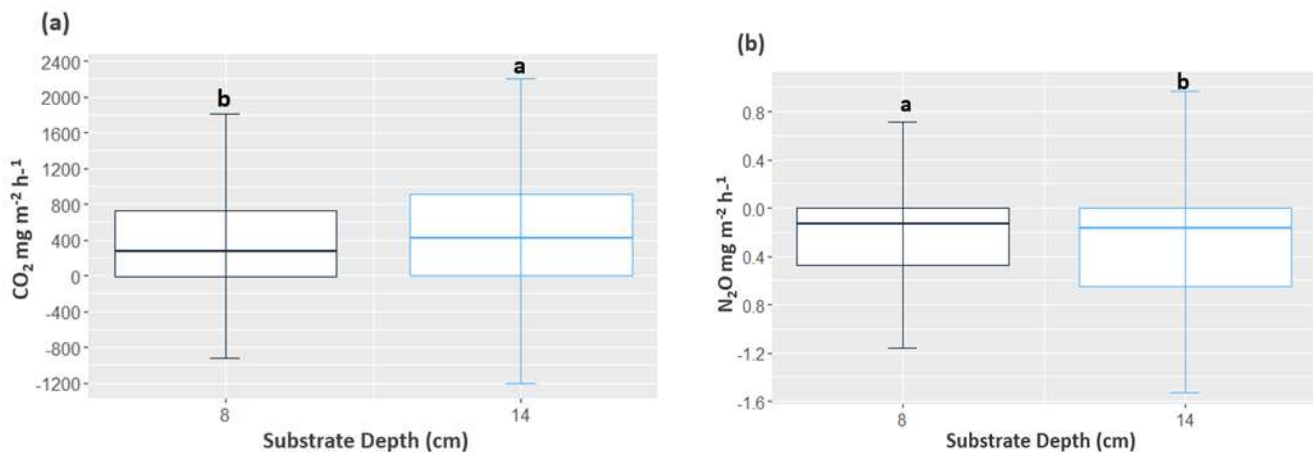 (a)
CO₂ mg m⁻² h-¹
2400
2000
1600
1200
800
400
0
-400
-800
-1200
b
a
8
14
Substrate Depth (cm)
(b)
N₂O mg m⁻² h-¹
0.8
0.4
0.0
0.4
0.8
-1.2
-1.6
a
b
8
14
Substrate Depth (cm)